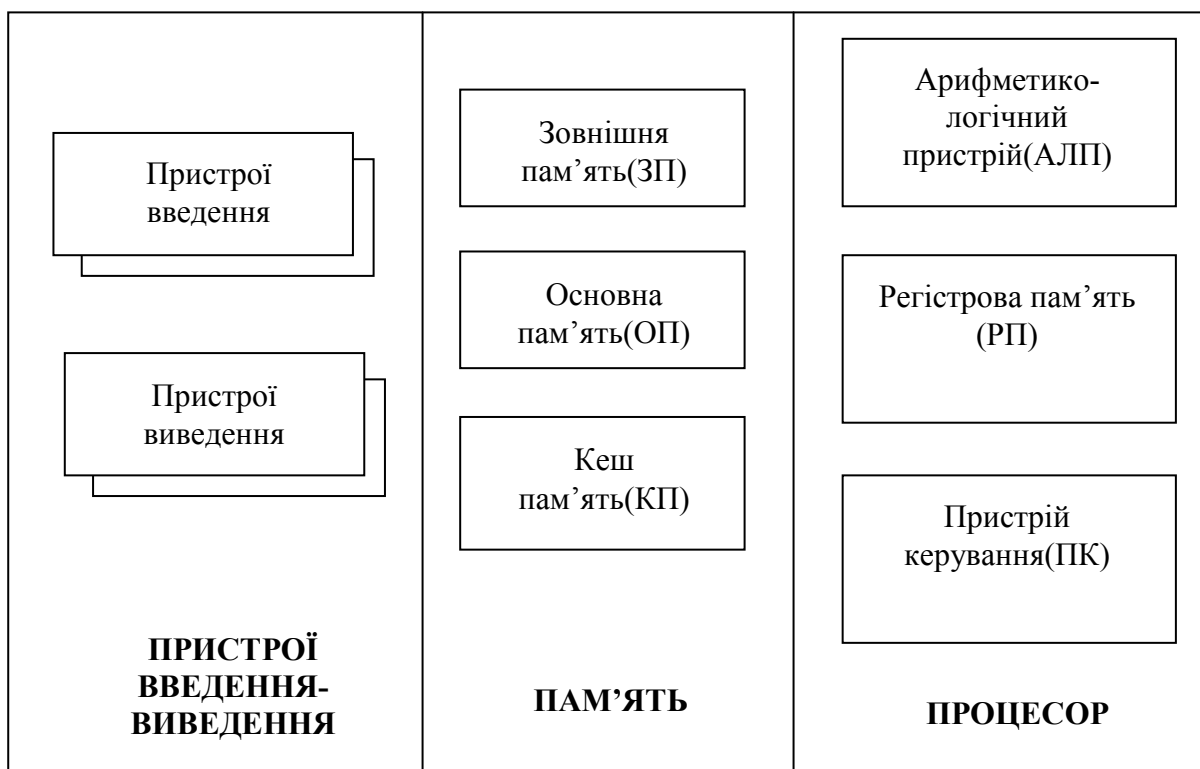 Пристрої
введення
Пристрої
виведення
ПРИСТРОЇ
ВВЕДЕННЯ-
ВИВЕДЕННЯ
Зовнішня
пам’ять(ЗП)
Основна
пам’ять(ОП)
Кеш
пам’ять(КП)
ПАМ’ЯТЬ
Арифметико-
логічний
пристрій(АЛП)
Регістрова пам’ять
(РП)
Пристрій
керування(ПК)
ПРОЦЕСОР